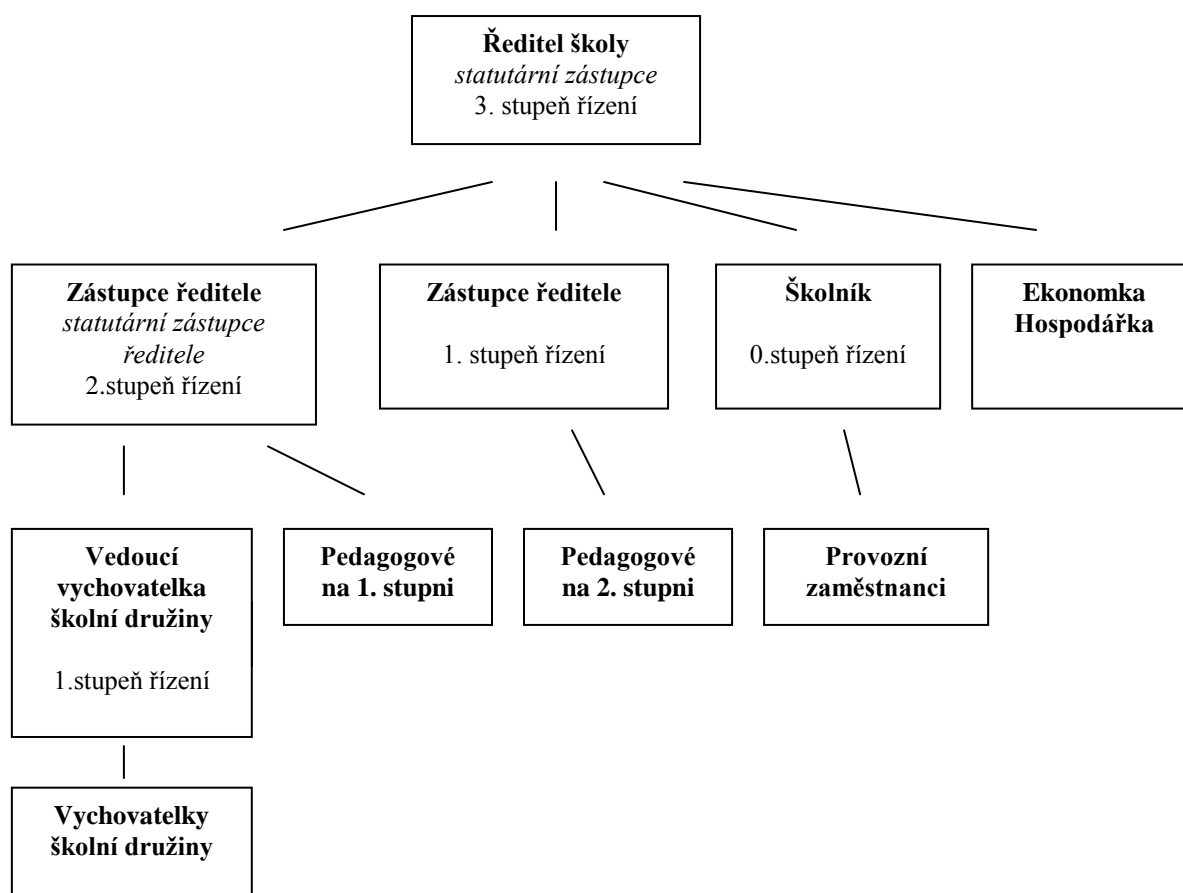 Ředitel školy
statutární zástupce
3. stupeň řízení
Zástupce ředitele
statutární zástupce
ředitele
2.stupeň řízení
Zástupce ředitele
1. stupeň řízení
Školník
0.stupeň řízení
Ekonomka
Hospodářka
Vedoucí
vychovatelka
školní družiny
1.stupeň řízení
Pedagogové
na 1. stupni
Pedagogové
na 2. stupni
Provozní
zaměstnanci
Vychovatelky
školní družiny